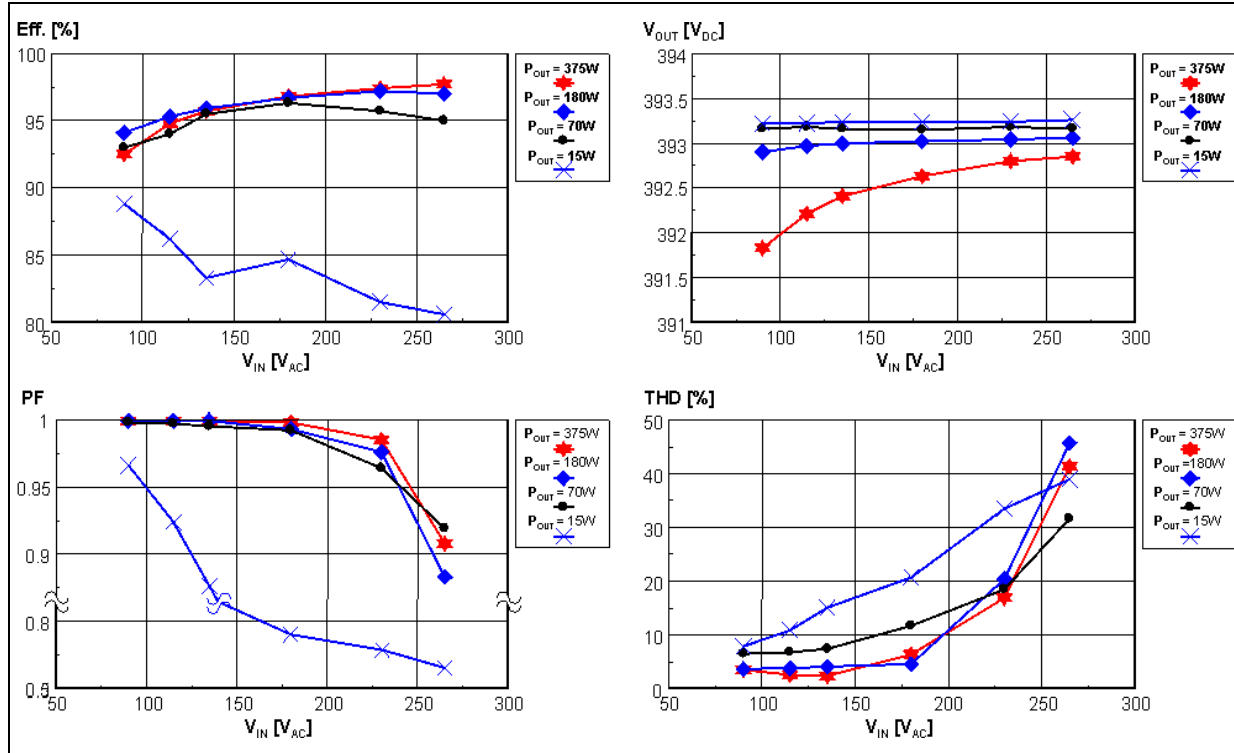 Eff. [%]
100
95
90
85
80
50
100
150
200
250
300
VIN [VAC]
POUT = 375W
POUT = 180W
POUT = 70W
POUT = 15W
VOUT [VDC]
394
393.5
393
392.5
392
391.5
391
50
100
150
200
250
300
VIN [VAC]
POUT = 375W
POUT = 180W
POUT = 70W
POUT = 15W
PF
1
0.95
0.9
0.8
0.5
50
100
150
200
250
300
VIN [VAC]
POUT = 375W
POUT = 180W
POUT = 70W
POUT = 15W
THD [%]
50
40
30
20
10
0
50
100
150
200
250
300
VIN [VAC]
POUT = 375W
POUT =180W
POUT = 70W
POUT = 15W